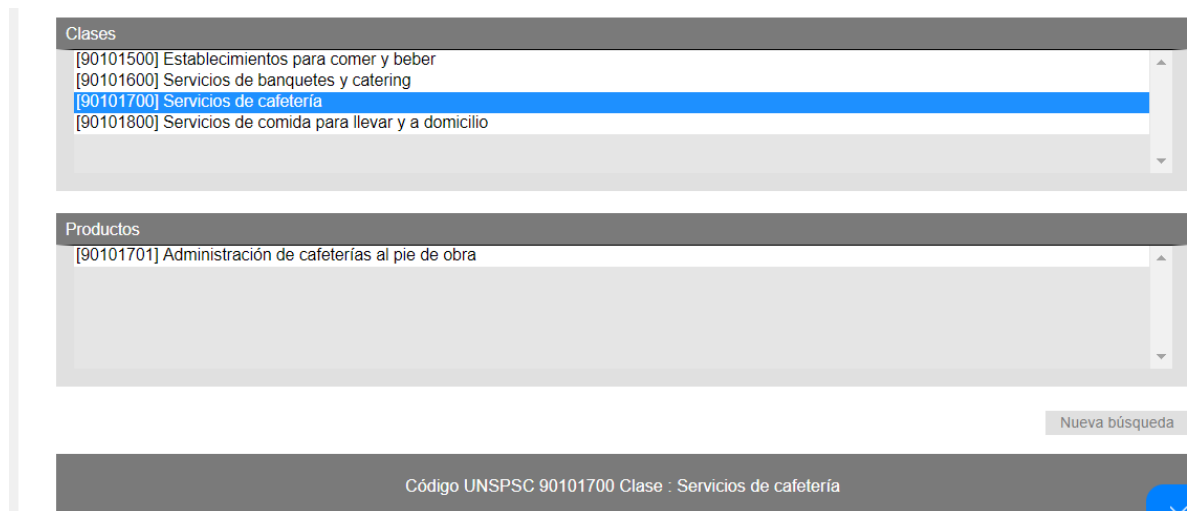 Clases
[90101500] Establecimientos para comer y beber
[90101600] Servicios de banquetes y catering
[90101700] Servicios de cafetería
[90101800] Servicios de comida para llevar y a domicilio
Productos
[90101701] Administración de cafeterías al pie de obra
Nueva búsqueda
Código UNSPSC 90101700 Clase : Servicios de cafetería